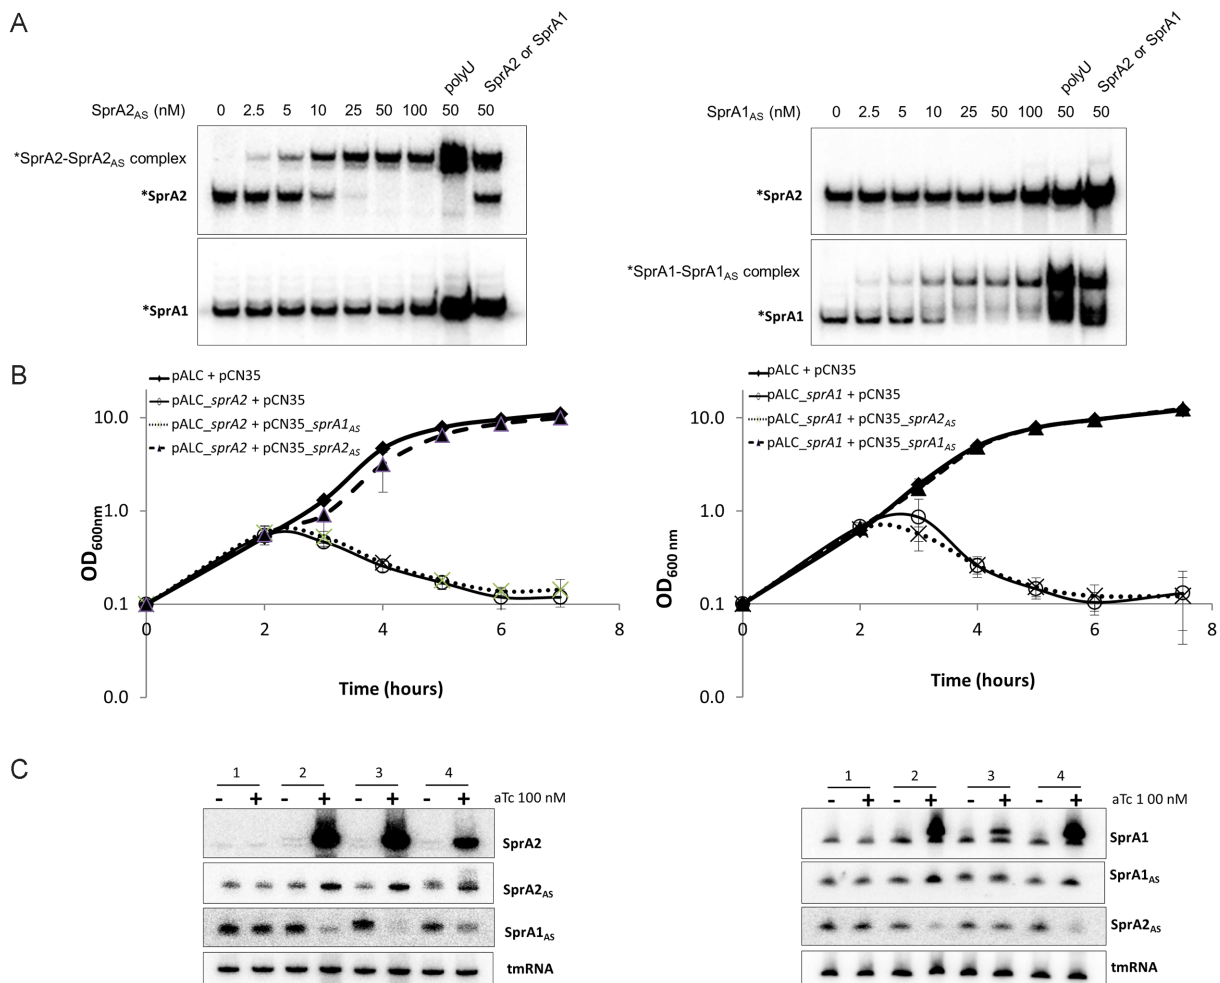 A
polyU
SprA2 or SprA1
SprA2AS (nM) 0 2.5 5 10 25 50 100 50 50
*SprA2-SprA2AS complex
*SprA2
*SprA1
polyU
SprA2 or SprA1
SprA1AS (nM) 0 2.5 5 10 25 50 100 50 50
*SprA2
*SprA1-SprA1AS complex
*SprA1
B
pALC + pCN35
pALC_sprA2 + pCN35
pALC_sprA2 + pCN35_sprA1AS
pALC_sprA2 + pCN35_sprA2AS
10.0
1.0
0.1
0.0
OD600nm
0 2 4 6 8
Time (hours)
pALC + pCN35
pALC_sprA1 + pCN35
pALC_sprA1 + pCN35_sprA2AS
pALC_sprA1 + pCN35_sprA1AS
10.0
1.0
0.1
0.0
OD600 nm
0 2 4 6 8
Time (hours)
C
1 2 3 4
- + - + - + - + aTc 100 nM
SprA2
SprA2AS
SprA1AS
tmRNA
1 2 3 4
- + - + - + - + aTc 1 00 nM
SprA1
SprA1AS
SprA2AS
tmRNA